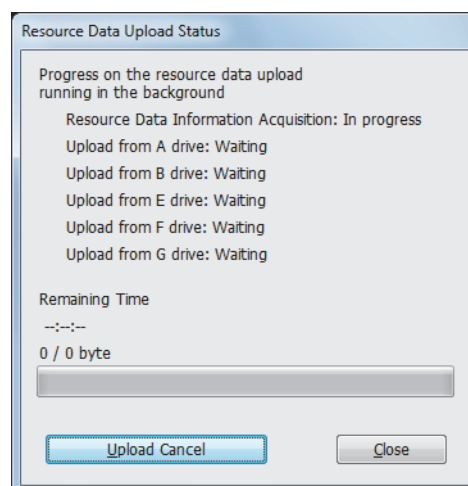 Resource Data Upload Status
Progress on the resource data upload
running in the background
Resource Data Information Acquisition: In progress
Upload from A drive: Waiting
Upload from B drive: Waiting
Upload from E drive: Waiting
Upload from F drive: Waiting
Upload from G drive: Waiting
Remaining Time
--:--:--
0 / 0 byte
Upload Cancel
Close